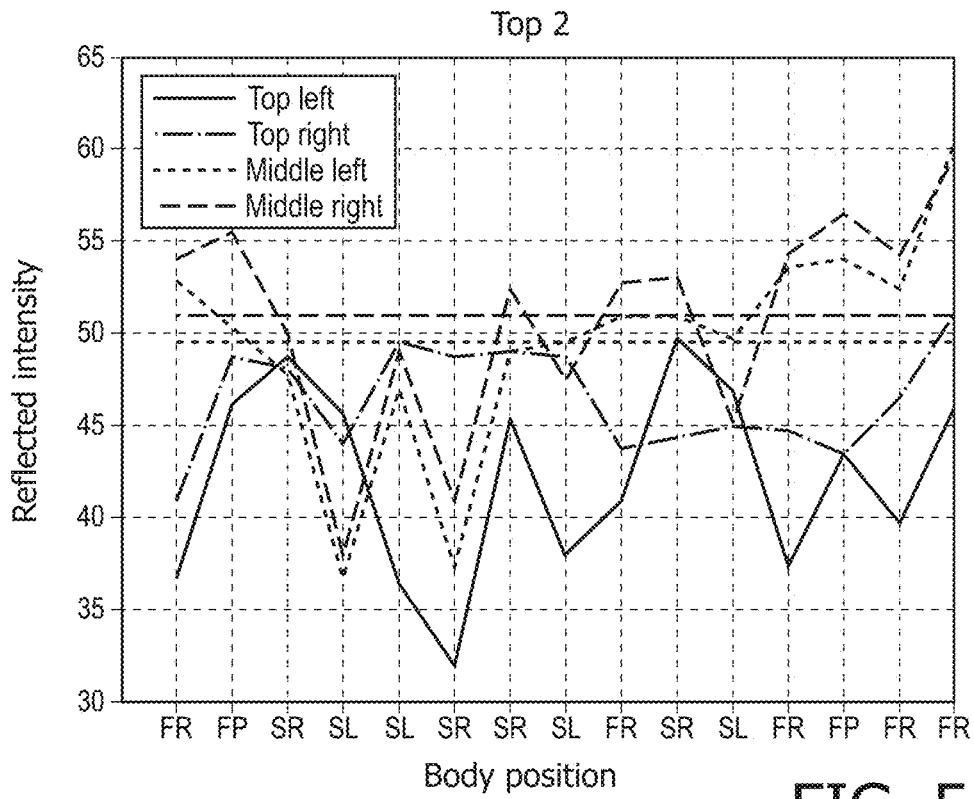 Top 2
65
60
55
50
45
40
35
30
Reflected intensity
Top left
Top right
Middle left
Middle right
FR FP SR SL SL SR SR SL FR SR SL FR FP FR FR
Body position